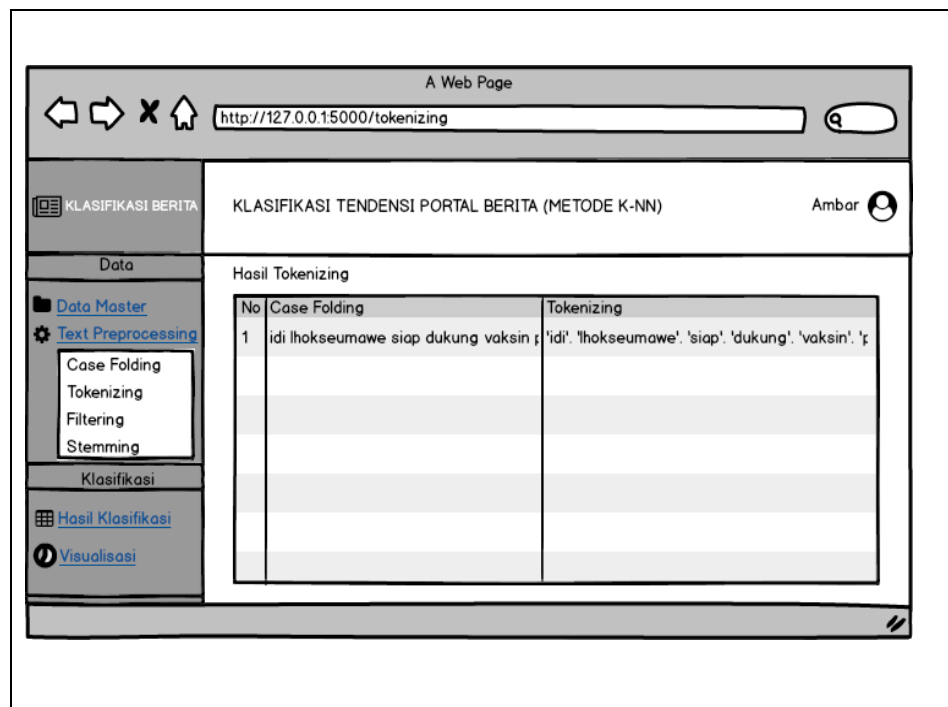 A Web Page
http://127.0.0.1:5000/tokenizing
KLASIFIKASI BERITA
KLASIFIKASI TENDENSI PORTAL BERITA (METODE K-NN)
Ambar
Data
Data Master
Text Preprocessing
Case Folding
Tokenizing
Filtering
Stemming
Klasifikasi
Hasil Klasifikasi
Visualisasi
Hasil Tokenizing
No Case Folding Tokenizing
1 idi lhokseumawe siap dukung vaksin 'idi'. 'lhokseumawe'. 'siap'. 'dukung'. 'vaksin'.